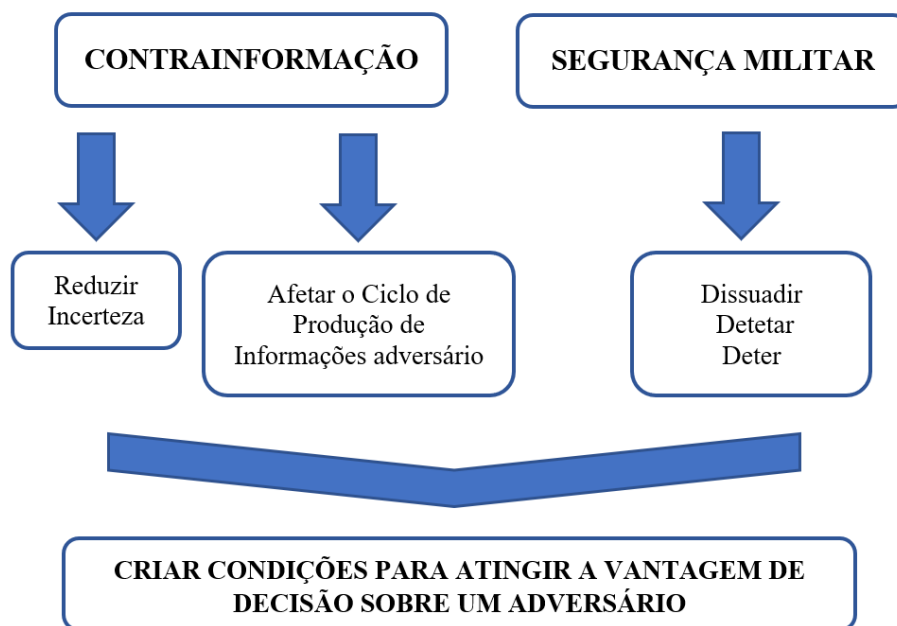 CONTRAINFORMAÇÃO
SEGURANÇA MILITAR
Reduzir
Incerteza
Afetar o Ciclo de
Produção de
Informações adversário
Dissuadir
Detetar
Deter
CRIAR CONDIÇÕES PARA ATINGIR A VANTAGEM DE
DECISÃO SOBRE UM ADVERSÁRIO